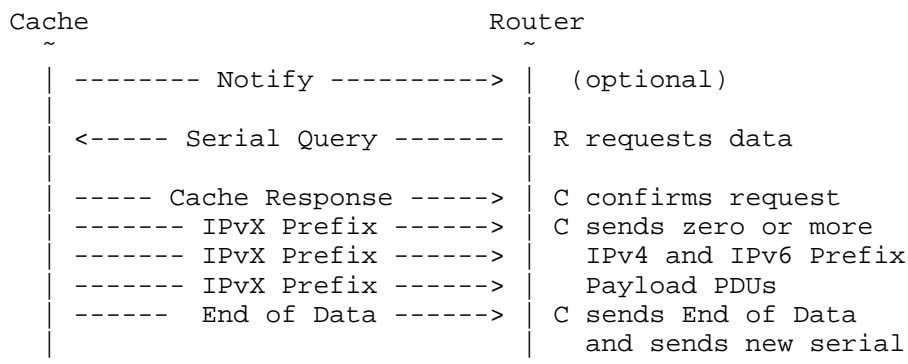 Cache                         Router
  ~                             ~
  | -------- Notify ----------> |  (optional)
  |                             |
  | <----- Serial Query ------- | R requests data
  |                             |
  | ----- Cache Response -----> | C confirms request
  | ------- IPvX Prefix ------> | C sends zero or more
  | ------- IPvX Prefix ------> |   IPv4 and IPv6 Prefix
  | ------- IPvX Prefix ------> |   Payload PDUs
  | ------  End of Data ------> | C sends End of Data
  |                             |   and sends new serial